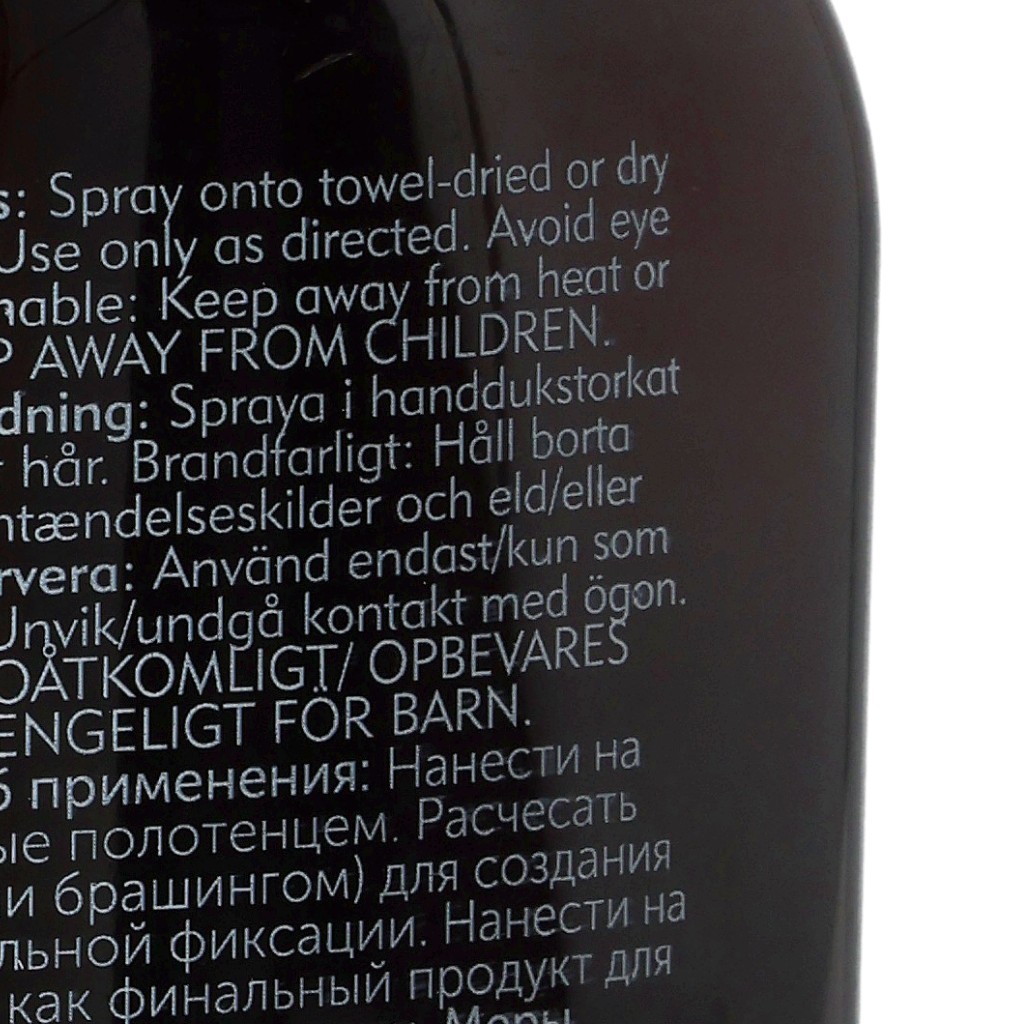 s: Spray onto towel-dried or dry
Use only as directed. Avoid eye
mable: Keep away from heat or
P AWAY FROM CHILDREN.
dning: Spraya i handdukstorkat
r hår. Brandfarligt: Håll borta
ntændelseskilder och eld/eller
rvera: Använd endast/kun som
Unvik/undgå kontakt med ögon.
OÅTKOMLIGT/ OPBEVARES
ENGELIGT FÖR BARN.
б применения: Нанести на
ые полотенцем. Расчесать
и брашингом) для создания
льной фиксации. Нанести на
как финальный продукт для
Меры